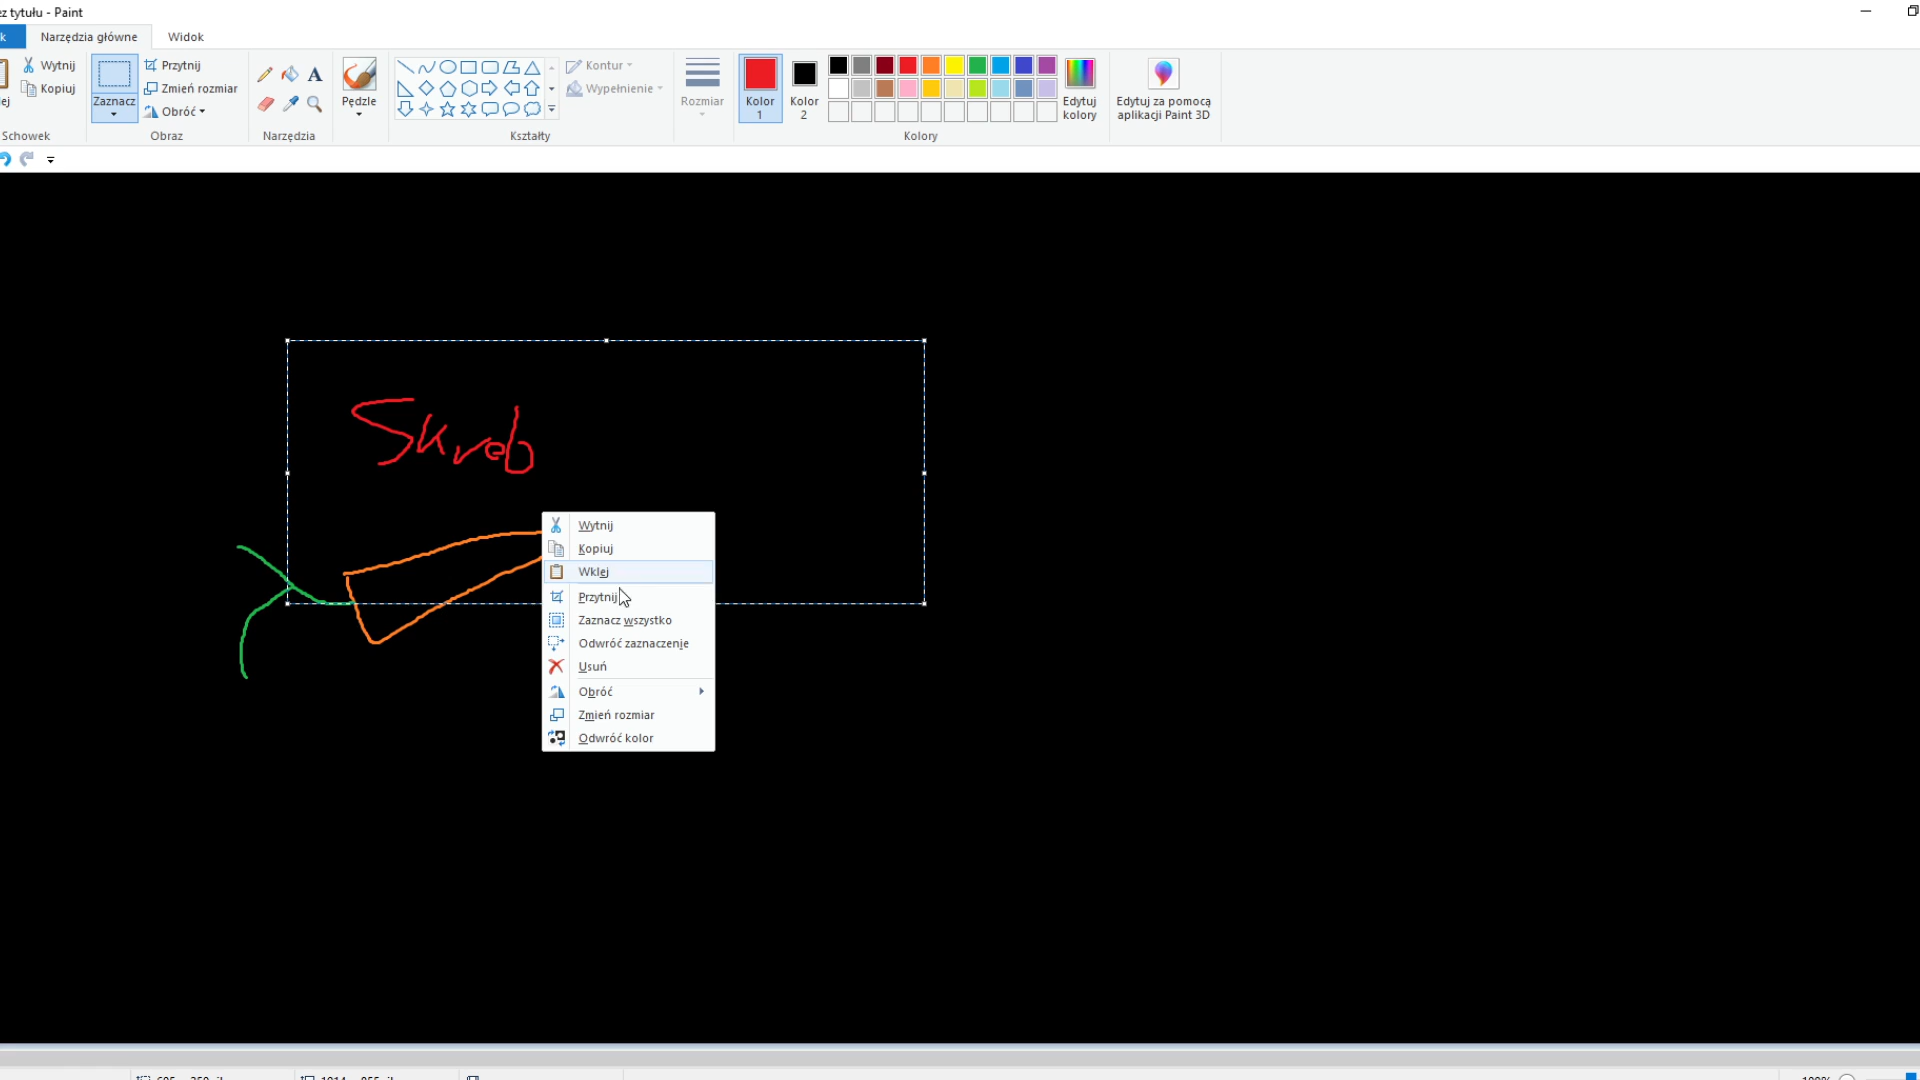 ez tytułu - Paint
k Narzędzia główne Widok
Wytnij
Kopiuj
ej
Schowek
Zaznacz
Przytnij
Zmień rozmiar
Obróć
Obraz
A
Narzędzia
Pędzle
Kontur
Wypełnienie
Kształty
Rozmiar
Kolor
1
Kolor
2
Edytuj
kolory
Kolory
Edytuj za pomocą
aplikacji Paint 3D
Skreb
Wytnij
Kopiuj
Wklej
Przytnij
Zaznacz wszystko
Odwróć zaznaczenie
Usuń
Obróć
Zmień rozmiar
Odwróć kolor